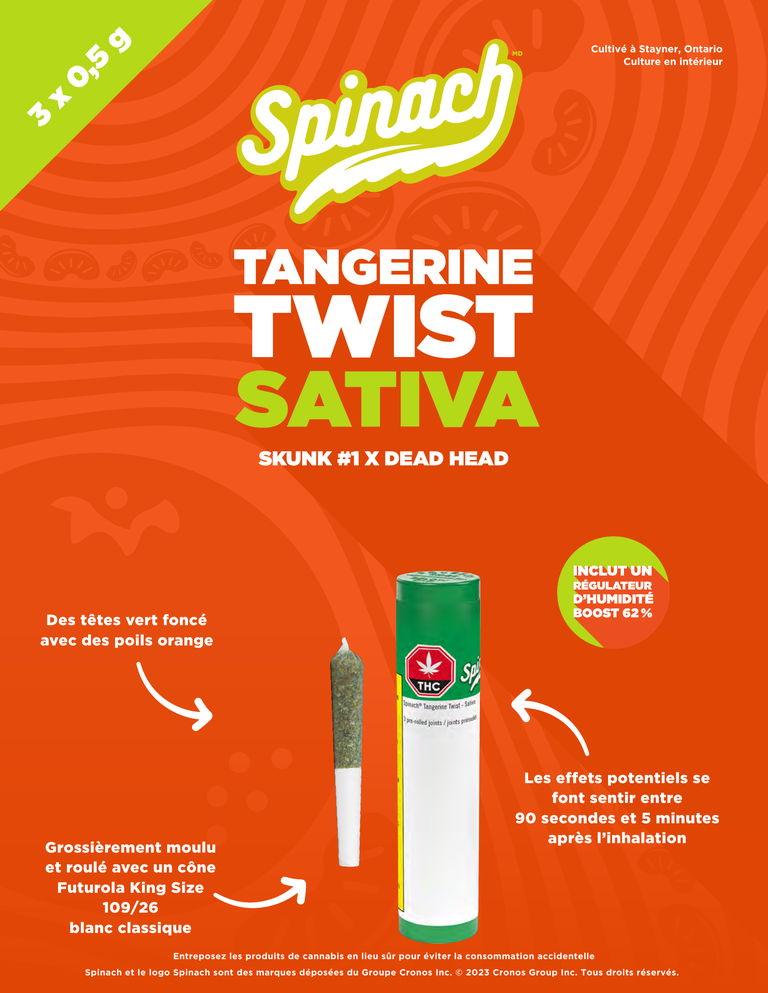 3 x 0,5 g
Cultivé à Stayner, Ontario
Culture en intérieur
Spinach MD
TANGERINE
TWIST
SATIVA
SKUNK #1 X DEAD HEAD
INCLUT UN
RÉGULATEUR
D'HUMIDITÉ
BOOST 62 %
Des têtes vert foncé
avec des poils orange
THC
Spinach® Tangerine Twist - Sativa
3 pre-rolled joints / joints
Les effets potentiels se
font sentir entre
90 secondes et 5 minutes
après l'inhalation
Grossièrement moulu
et roulé avec un cône
Futurola King Size
109/26
blanc classique
Entreposez les produits de cannabis en lieu sûr pour éviter la consommation accidentelle
Spinach et le logo Spinach sont des marques déposées du Groupe Cronos Inc. © 2023 Cronos Group Inc. Tous droits réservés.